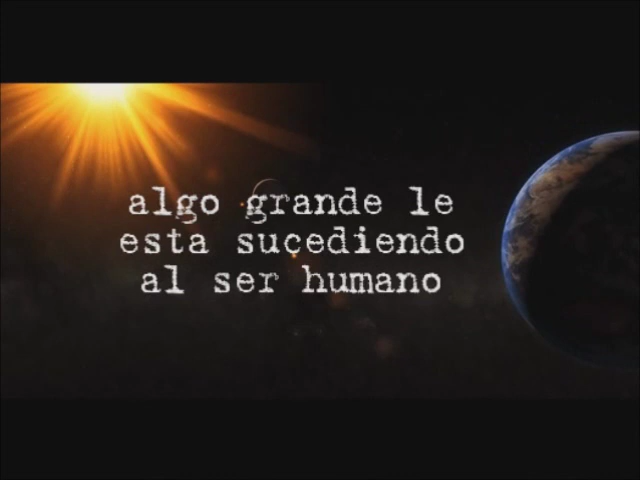 algo grande le
esta sucediendo
al ser humano